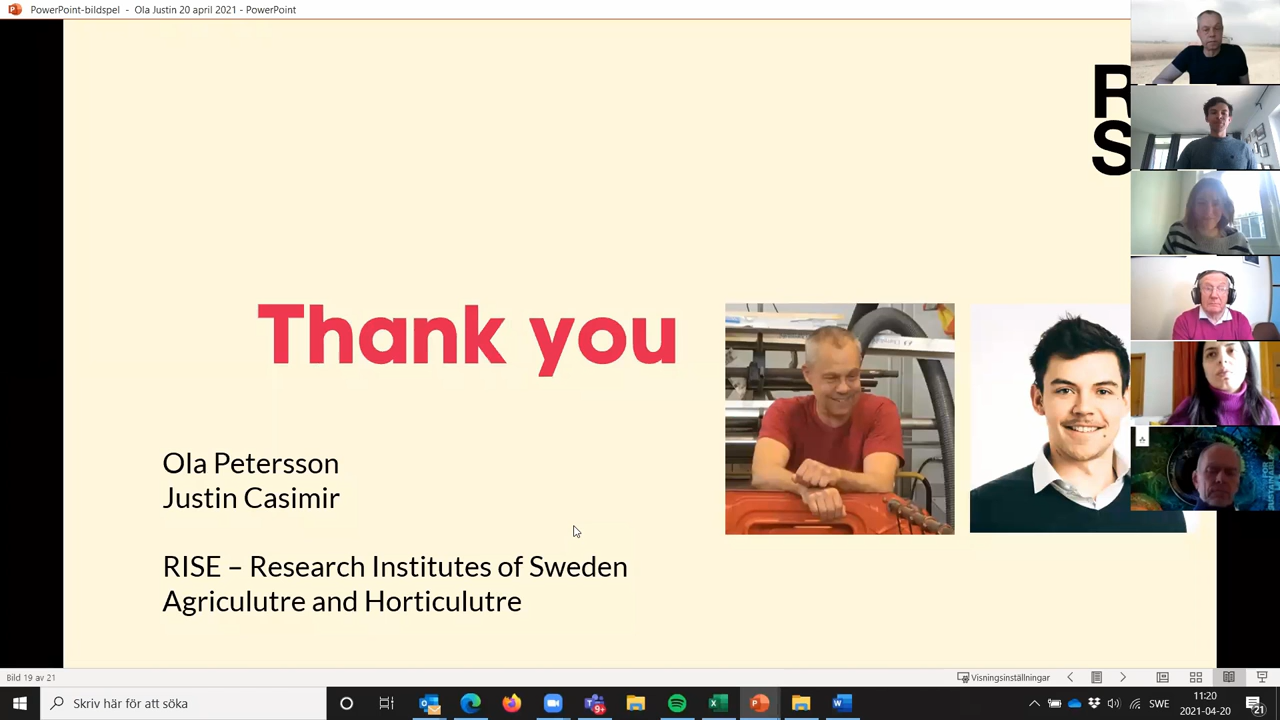 PowerPoint-bildspel - Ola Justin 20 april 2021 - PowerPoint
R
S
Thank you
Ola Petersson
Justin Casimir
RISE – Research Institutes of Sweden
Agriculutre and Horticulutre
Bild 19 av 21
Visningsinställningar
Skriv här för att söka
9+
SWE
11:20
2021-04-20
21